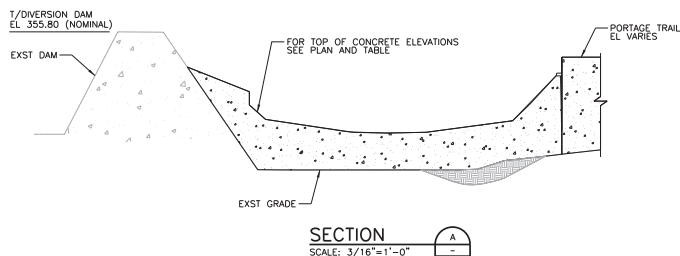 T/DIVERSION DAM
EL 355.80 (NOMINAL)
EXST DAM
FOR TOP OF CONCRETE ELEVATIONS
SEE PLAN AND TABLE
PORTAGE TRAIL
EL VARIES
EXST GRADE
SECTION
A
-
SCALE: 3/16"=1'-0"